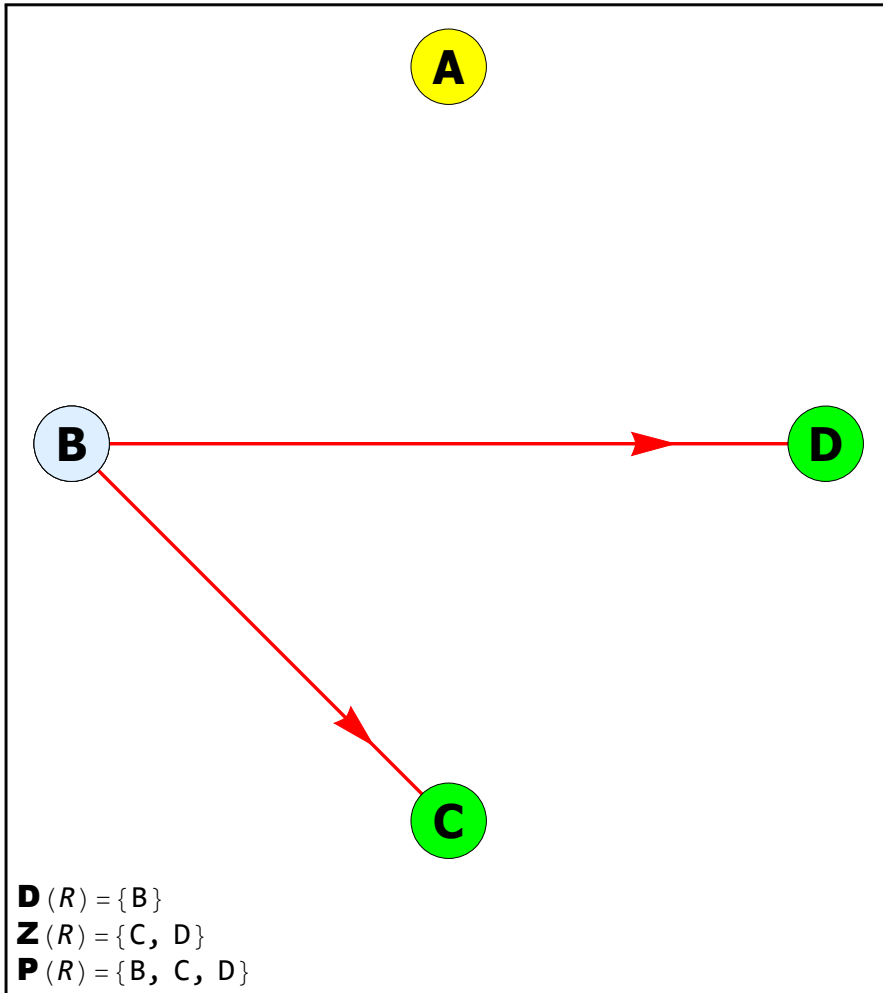 A
B
D
C
D (R) = {B}
Z (R) = {C, D}
P (R) = {B, C, D}